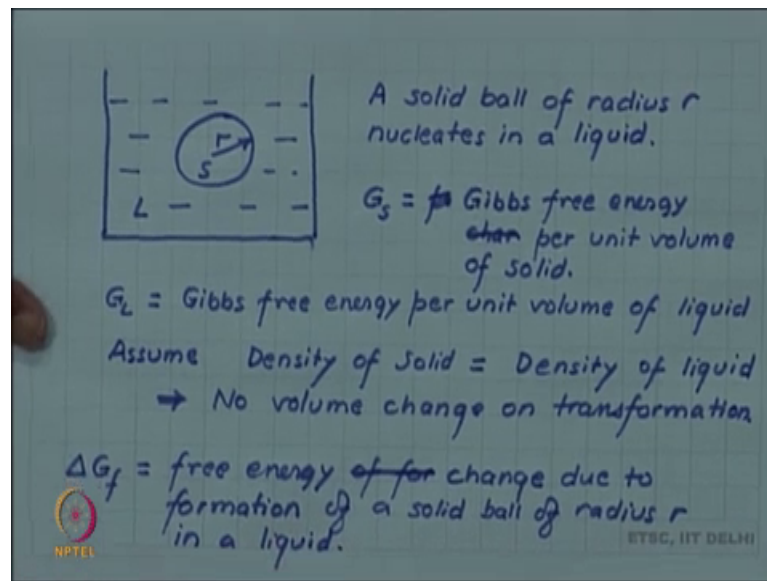 A solid ball of radius r
nucleates in a liquid.
r
S
L
Gₛ = Gibbs free energy
per unit volume
of solid.
G_L = Gibbs free energy per unit volume of liquid
Assume Density of Solid = Density of liquid
→ No volume change on transformation
ΔG_f = free energy change due to
formation of a solid ball of radius r
in a liquid.
NPTEL
ETSC, IIT DELHI